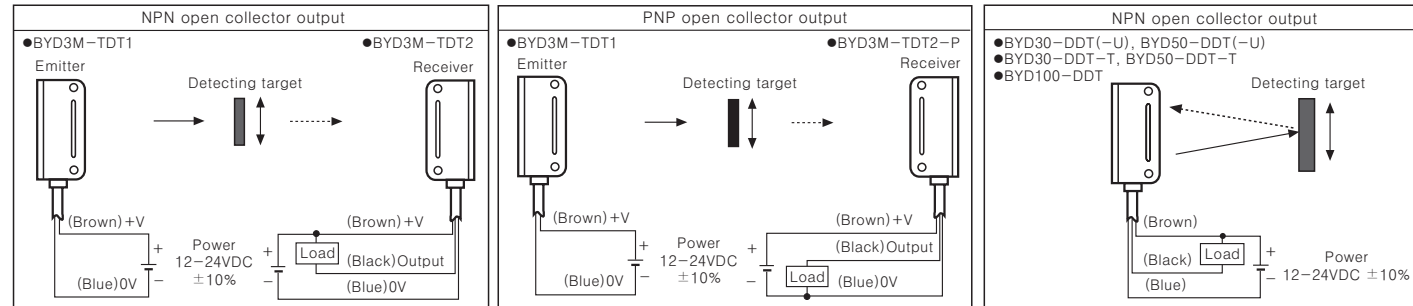 NPN open collector output
●BYD3M−TDT1
●BYD3M−TDT2
Emitter
Receiver
Detecting target
(Brown)+V
(Brown)+V
+
Power
12−24VDC
±10%
−
+
−
Load
(Black)Output
(Blue)0V
(Blue)0V
PNP open collector output
●BYD3M−TDT1
●BYD3M−TDT2−P
Emitter
Receiver
Detecting target
(Brown)+V
(Brown)+V
+
Power
12−24VDC
±10%
−
+
−
(Black)Output
Load
(Blue)0V
(Blue)0V
NPN open collector output
●BYD30−DDT(−U), BYD50−DDT(−U)
●BYD30−DDT−T, BYD50−DDT−T
●BYD100−DDT
Detecting target
(Brown)
(Black)
Load
+
−
Power
12−24VDC ±10%
(Blue)